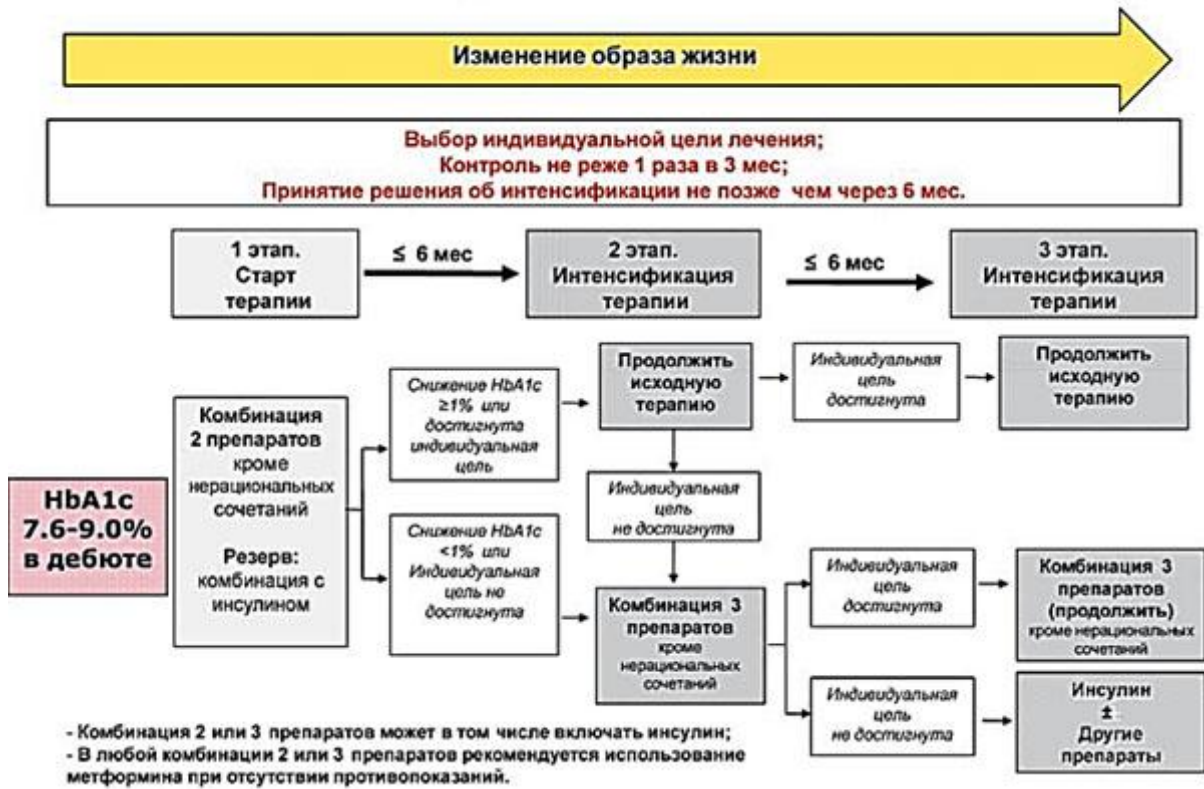 Изменение образа жизни
Выбор индивидуальной цели лечения;
Контроль не реже 1 раза в 3 мес;
Принятие решения об интенсификации не позже чем через 6 мес.
1 этап.
Старт
терапии
≤ 6 мес
2 этап.
Интенсификация
терапии
≤ 6 мес
3 этап.
Интенсификация
терапии
HbA1c
7.6-9.0%
в дебюте
Комбинация
2 препаратов
кроме
нерациональных
сочетаний
Резерв:
комбинация с
инсулином
Снижение HbA1c
≥1% или
достигнута
индивидуальная
цель
Снижение HbA1c
<1% или
Индивидуальная
цель не
достигнута
Продолжить
исходную
терапию
Индивидуальная
цель
достигнута
Продолжить
исходную
терапию
Индивидуальная
цель
не достигнута
Комбинация 3
препаратов
кроме
нерациональных
сочетаний
Индивидуальная
цель
достигнута
Комбинация 3
препаратов
(продолжить)
кроме нерациональных
сочетаний
Индивидуальная
цель
не достигнута
Инсулин
±
Другие
препараты
- Комбинация 2 или 3 препаратов может в том числе включать инсулин;
- В любой комбинации 2 или 3 препаратов рекомендуется использование
метформина при отсутствии противопоказаний.